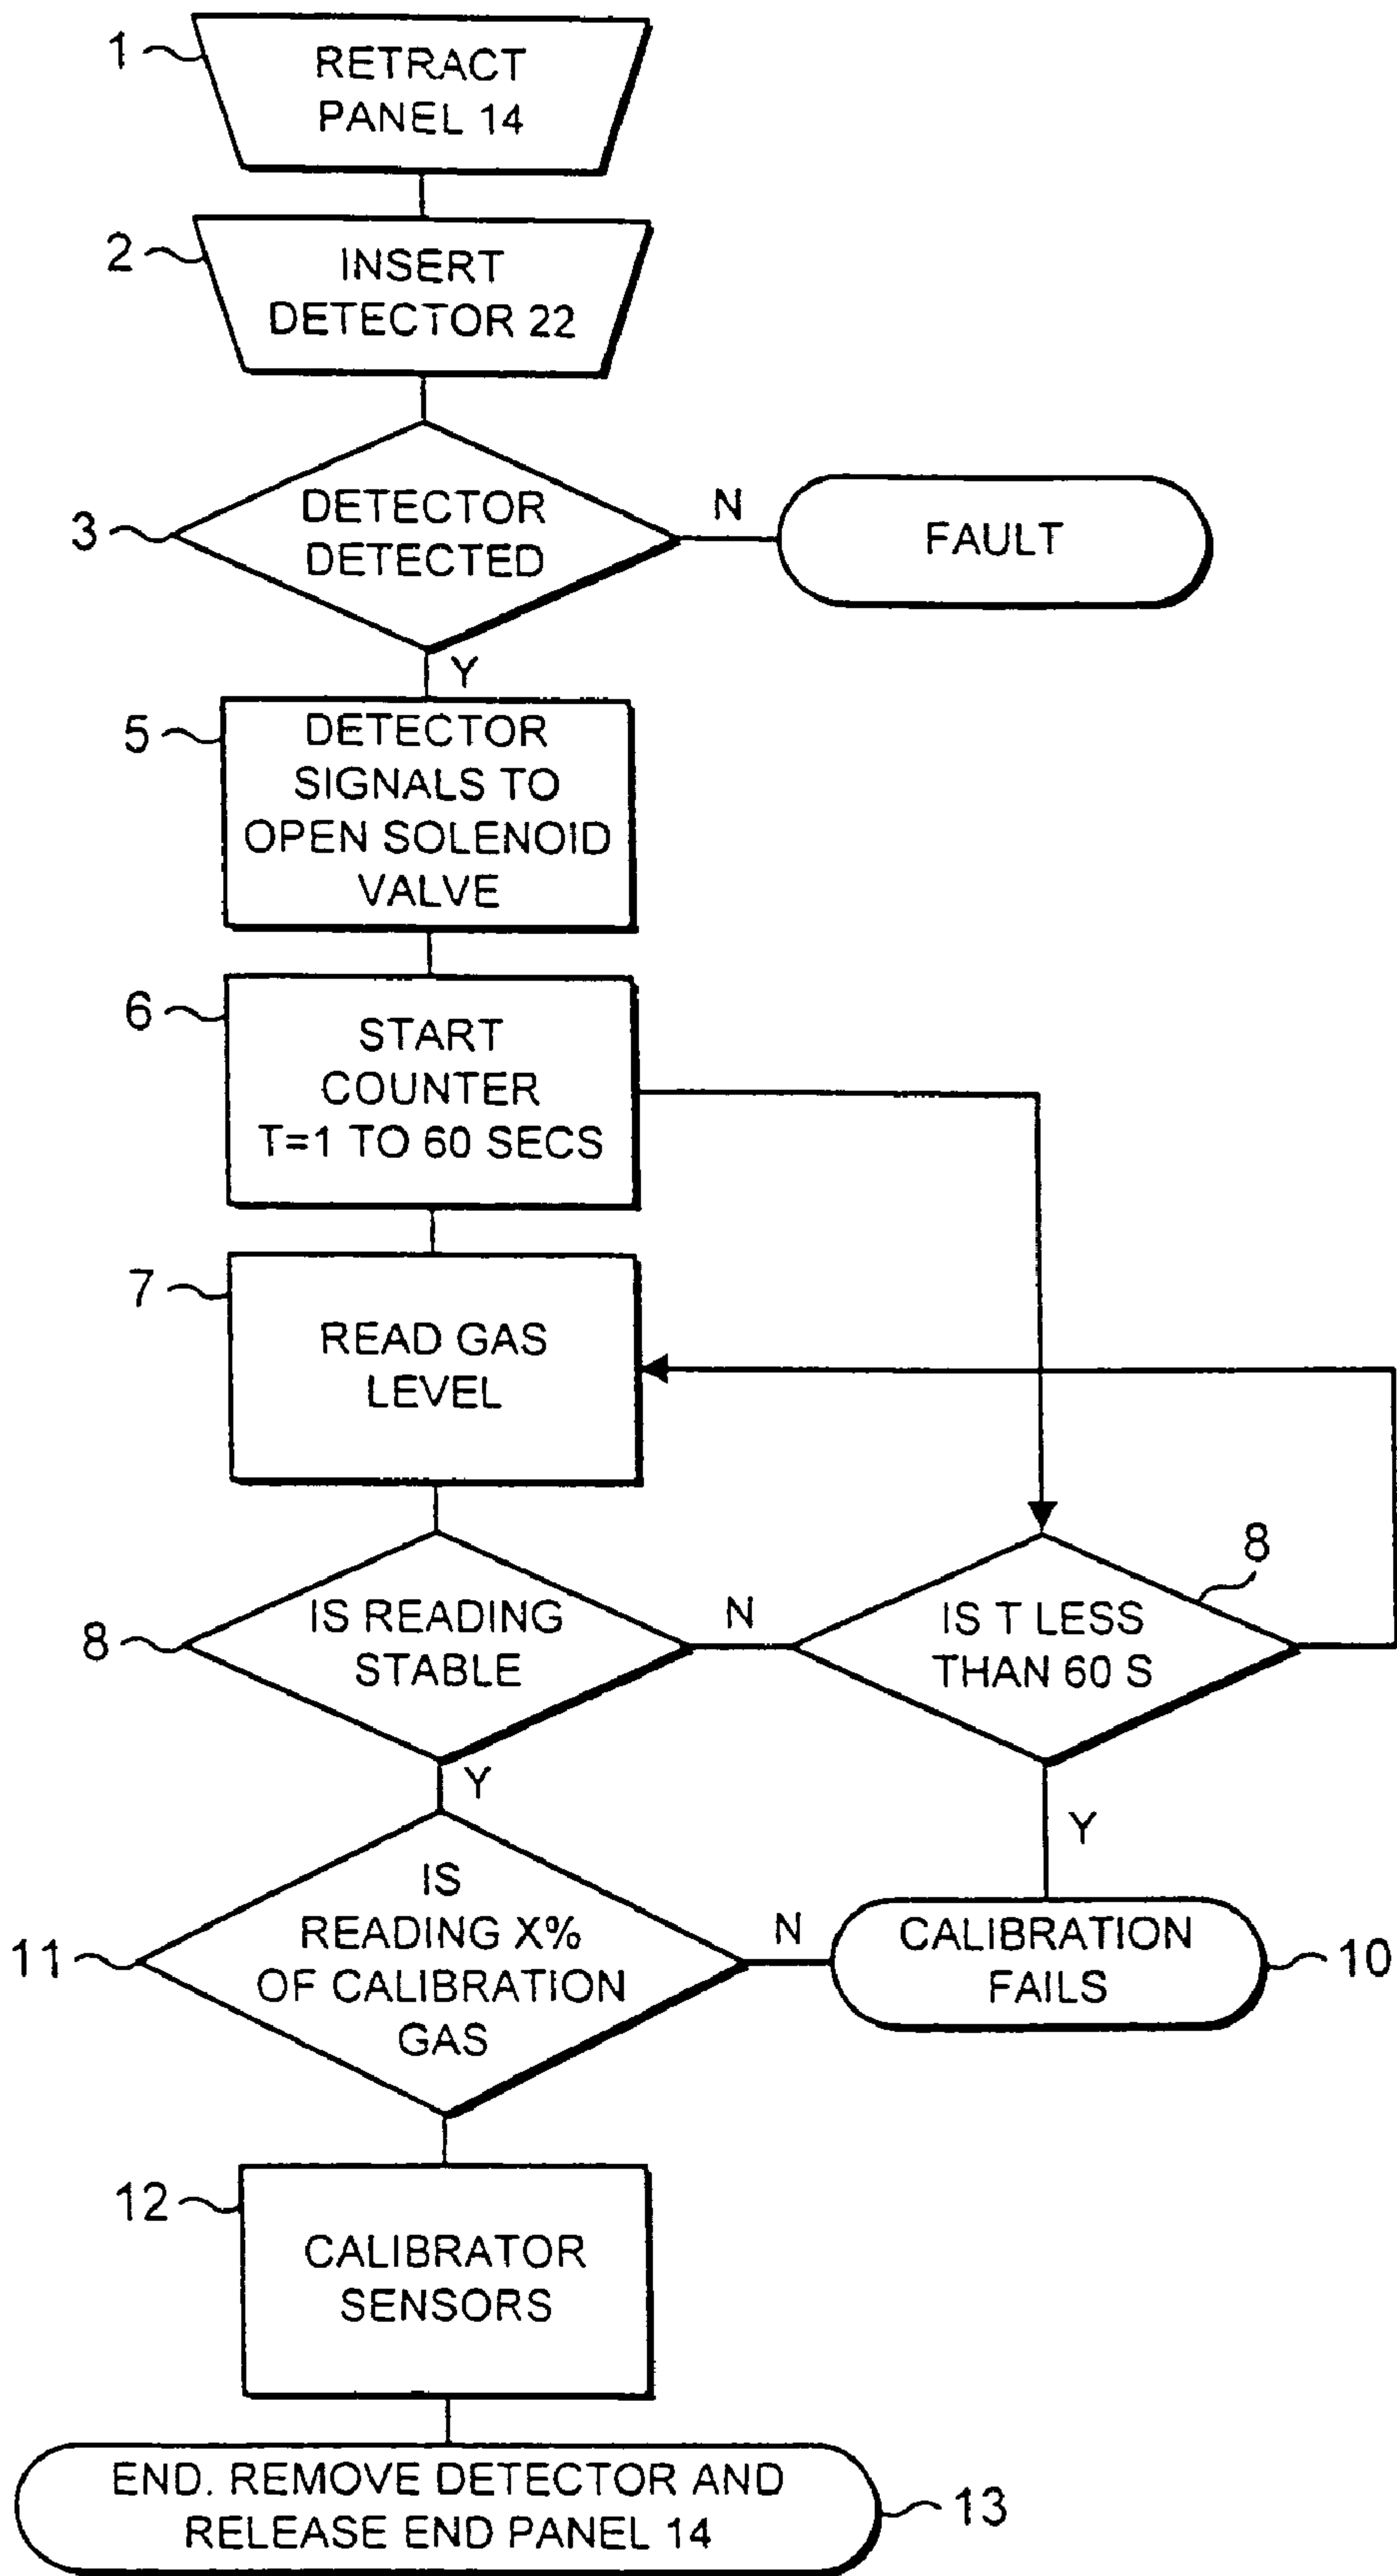 1
RETRACT
PANEL 14
2
INSERT
DETECTOR 22
3
DETECTOR
DETECTED
N
FAULT
Y
5
DETECTOR
SIGNALS TO
OPEN SOLENOID
VALVE
6
START
COUNTER
T=1 TO 60 SECS
7
READ GAS
LEVEL
8
IS READING
STABLE
N
8
IS T LESS
THAN 60 S
Y
Y
11
IS
READING X%
OF CALIBRATION
GAS
N
CALIBRATION
FAILS
10
12
CALIBRATOR
SENSORS
END. REMOVE DETECTOR AND
RELEASE END PANEL 14
13